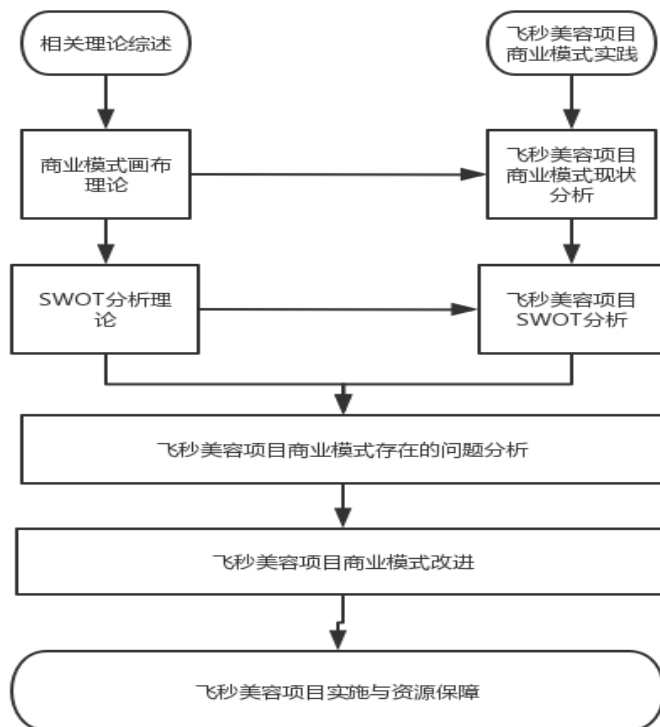 相关理论综述
飞秒美容项目
商业模式实践
商业模式画布
理论
飞秒美容项目
商业模式现状
分析
SWOT分析理
论
飞秒美容项目
SWOT分析
飞秒美容项目商业模式存在的问题分析
飞秒美容项目商业模式改进
飞秒美容项目实施与资源保障